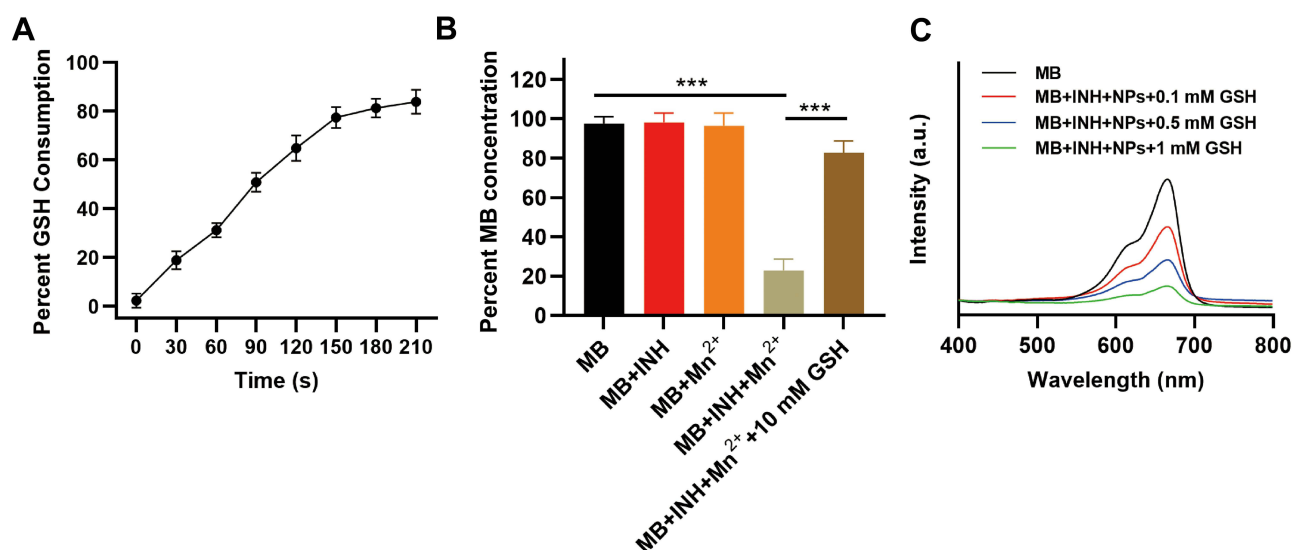 A
Percent GSH Consumption
100
80
60
40
20
0
0 30 60 90 120 150 180 210
Time (s)
B
Percent MB concentration
120
100
80
60
40
20
0
***
***
MB
MB+INH
MB+Mn²⁺
MB+INH+Mn²⁺
MB+INH+Mn²⁺+10 mM GSH
C
MB
MB+INH+NPs+0.1 mM GSH
MB+INH+NPs+0.5 mM GSH
MB+INH+NPs+1 mM GSH
Intensity (a.u.)
400 500 600 700 800
Wavelength (nm)